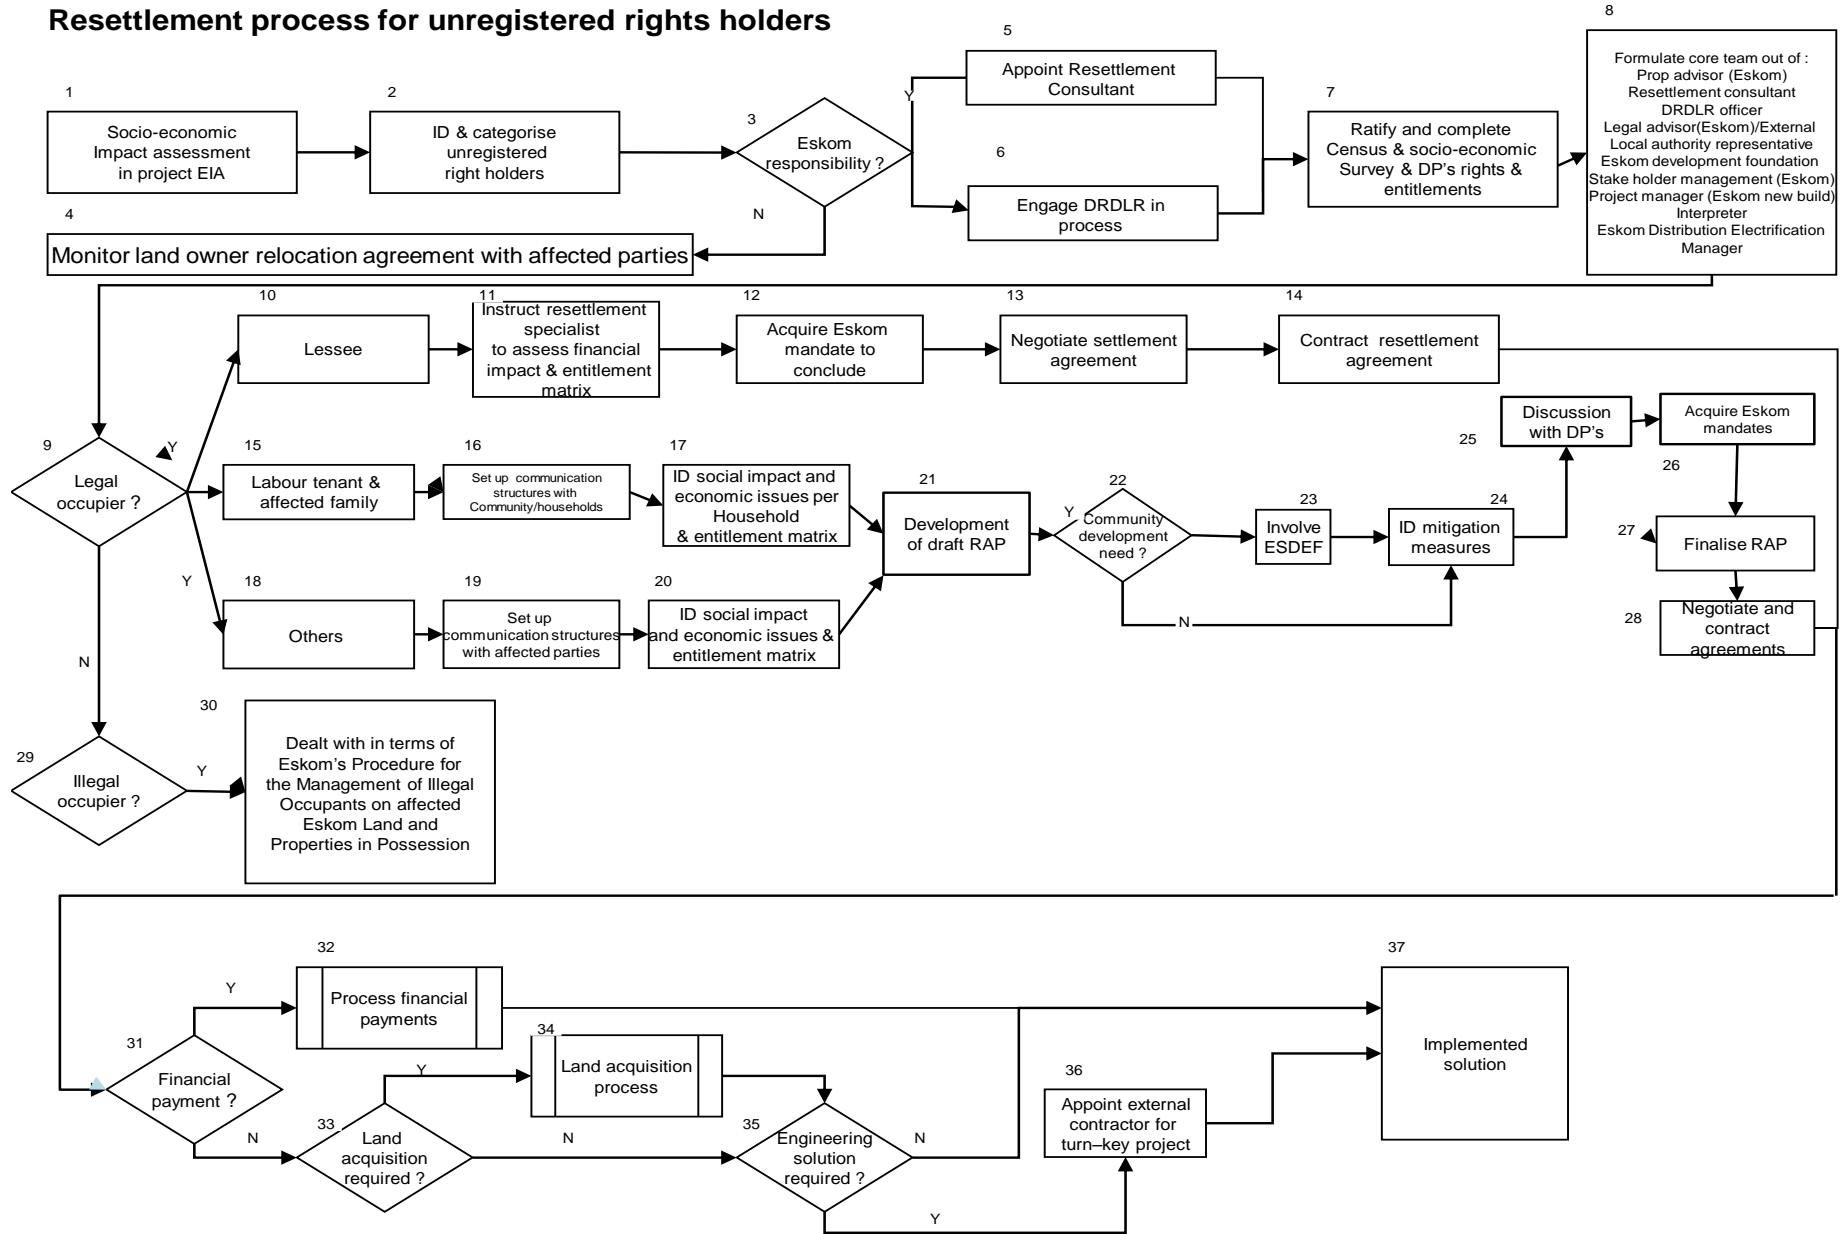 Resettlement process for unregistered rights holders
1
Socio-economic
Impact assessment
in project EIA
2
ID & categorise
unregistered
right holders
3
Eskom
responsibility ?
Y
N
4
Monitor land owner relocation agreement with affected parties
5
Appoint Resettlement
Consultant
6
Engage DRDLR in
process
7
Ratify and complete
Census & socio-economic
Survey & DP's rights &
entitlements
8
Formulate core team out of :
Prop advisor (Eskom)
Resettlement consultant
DRDLR officer
Legal advisor(Eskom)/External
Local authority representative
Eskom development foundation
Stake holder management (Eskom)
Project manager (Eskom new build)
Interpreter
Eskom Distribution Electrification
Manager
9
Legal
occupier ?
Y
Y
N
10
Lessee
11
Instruct resettlement
specialist
to assess financial
impact & entitlement
matrix
12
Acquire Eskom
mandate to
conclude
13
Negotiate settlement
agreement
14
Contract resettlement
agreement
15
Labour tenant &
affected family
16
Set up communication
structures with
Community/households
17
ID social impact and
economic issues per
Household
& entitlement matrix
18
Others
19
Set up
communication structures
with affected parties
20
ID social impact
and economic issues &
entitlement matrix
21
Development
of draft RAP
22
Y
Community
development
need ?
N
23
Involve
ESDEF
24
ID mitigation
measures
25
Discussion
with DP's
Acquire Eskom
mandates
26
27
Finalise RAP
28
Negotiate and
contract
agreements
29
Illegal
occupier ?
Y
30
Dealt with in terms of
Eskom's Procedure for
the Management of Illegal
Occupants on affected
Eskom Land and
Properties in Possession
31
Financial
payment ?
Y
N
32
Process financial
payments
33
Land
acquisition
required ?
Y
N
34
Land acquisition
process
35
Engineering
solution
required ?
N
Y
36
Appoint external
contractor for
turn–key project
37
Implemented
solution